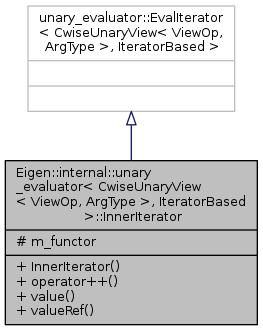 unary_evaluator::EvalIterator
< CwiseUnaryView< ViewOp,
ArgType >, IteratorBased >
Eigen::internal::unary
_evaluator< CwiseUnaryView
< ViewOp, ArgType >, IteratorBased
>::InnerIterator
# m_functor
+ InnerIterator()
+ operator++()
+ value()
+ valueRef()